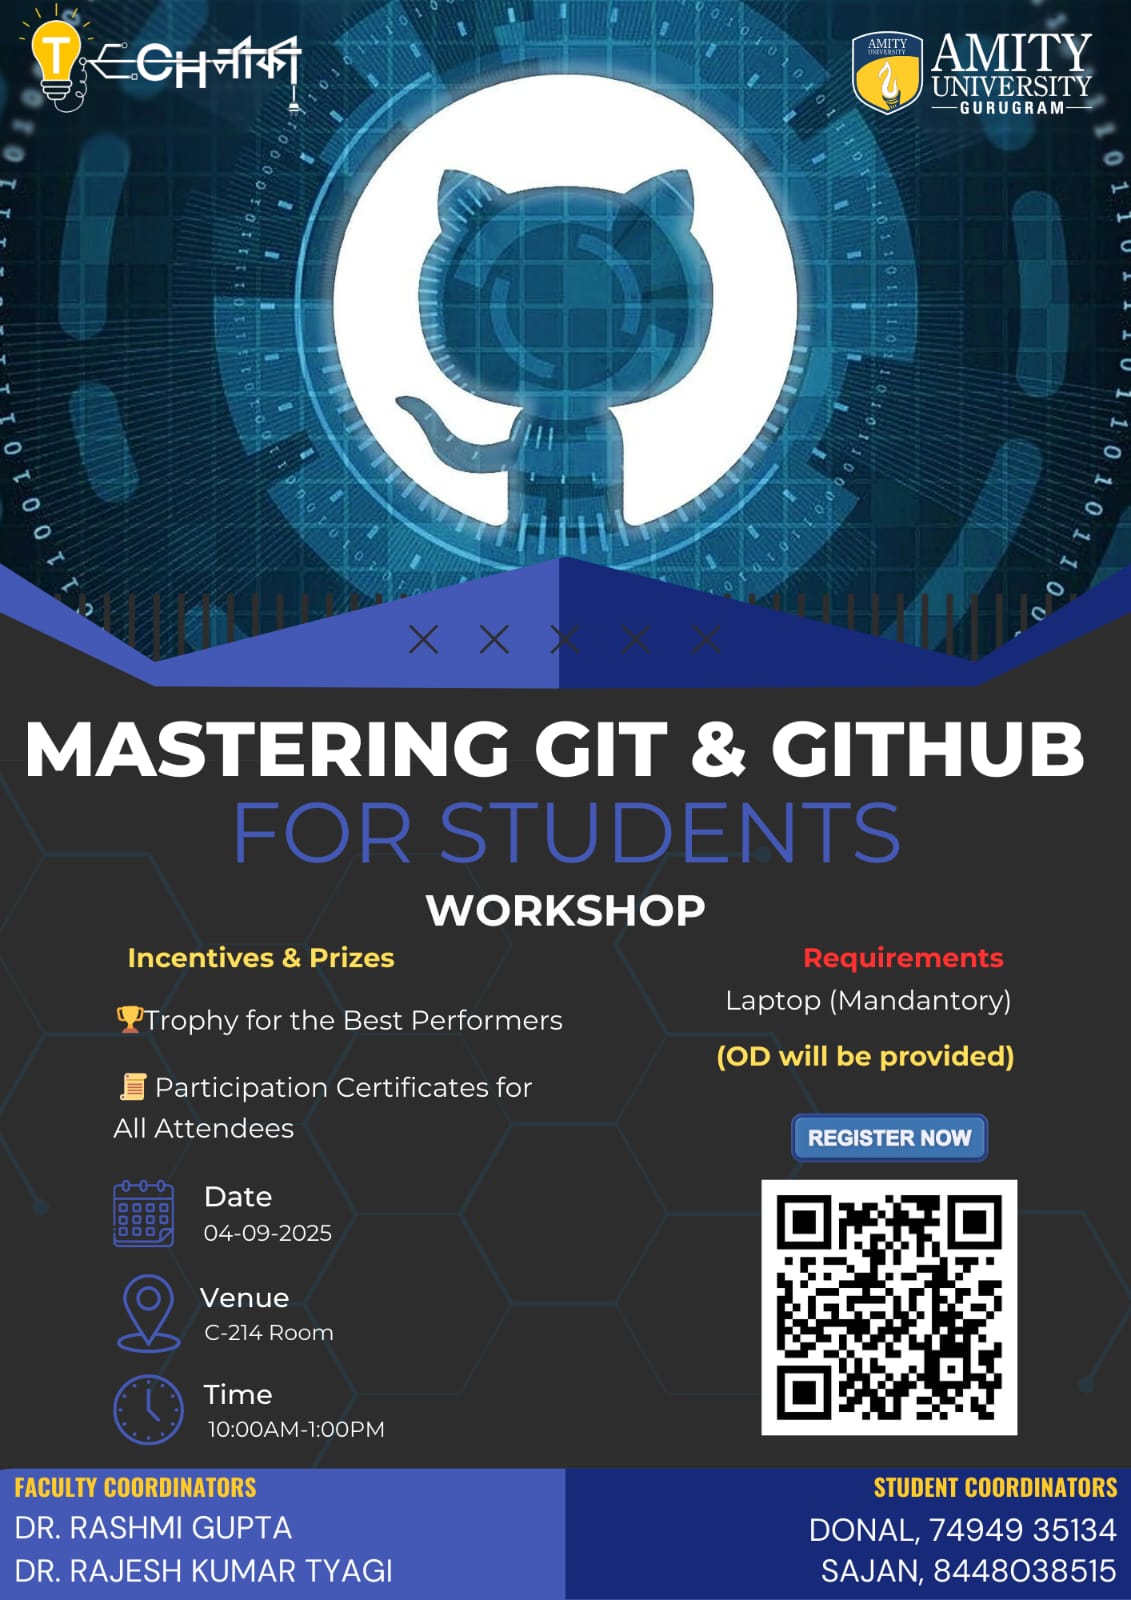 TECHनीकी
AMITY
UNIVERSITY
AMITY
UNIVERSITY
GURUGRAM
MASTERING GIT & GITHUB
FOR STUDENTS
WORKSHOP
Incentives & Prizes
🏆Trophy for the Best Performers
📜 Participation Certificates for
All Attendees
Requirements
Laptop (Mandantory)
(OD will be provided)
REGISTER NOW
Date
04-09-2025
Venue
C-214 Room
Time
10:00AM-1:00PM
FACULTY COORDINATORS
DR. RASHMI GUPTA
DR. RAJESH KUMAR TYAGI
STUDENT COORDINATORS
DONAL, 74949 35134
SAJAN, 8448038515